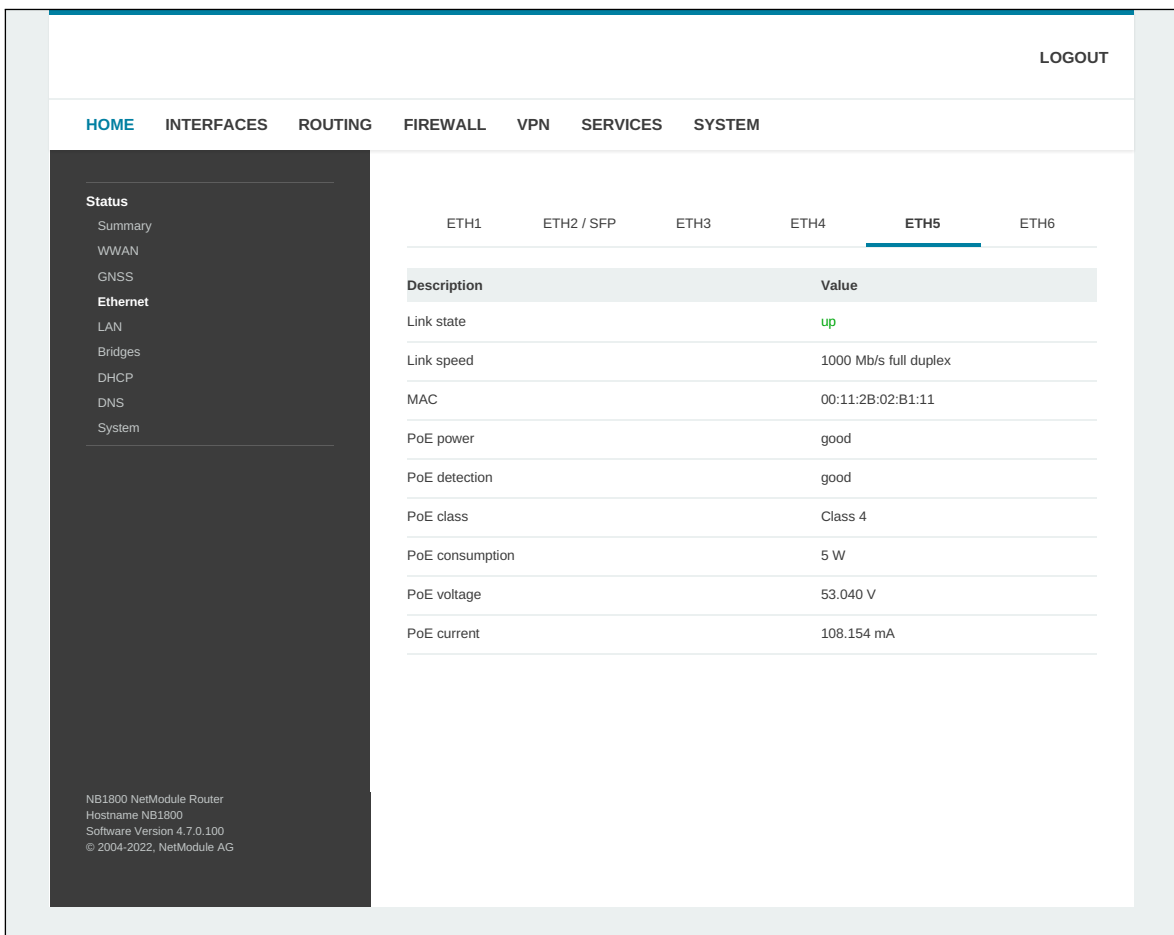 LOGOUT
HOME INTERFACES ROUTING FIREWALL VPN SERVICES SYSTEM
Status
Summary
WWAN
GNSS
Ethernet
LAN
Bridges
DHCP
DNS
System
ETH1 ETH2 / SFP ETH3 ETH4 ETH5 ETH6
Description Value
Link state up
Link speed 1000 Mb/s full duplex
MAC 00:11:2B:02:B1:11
PoE power good
PoE detection good
PoE class Class 4
PoE consumption 5 W
PoE voltage 53.040 V
PoE current 108.154 mA
NB1800 NetModule Router
Hostname NB1800
Software Version 4.7.0.100
© 2004-2022, NetModule AG